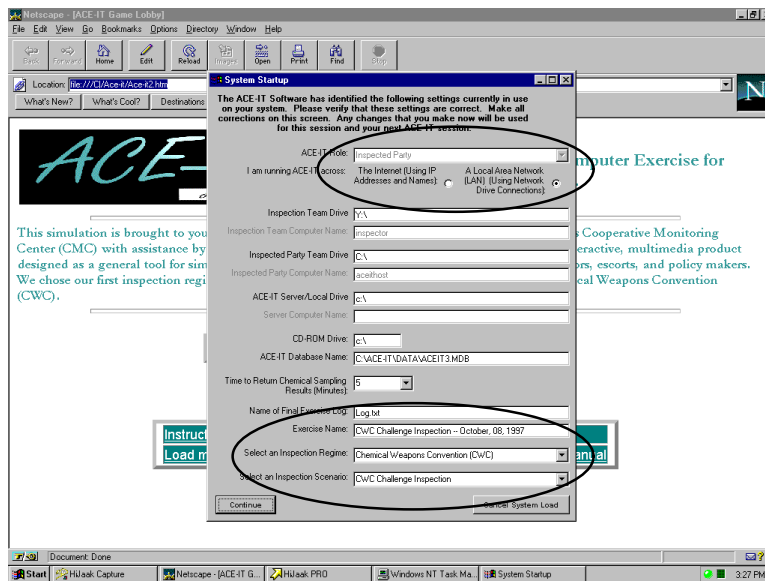 Netscape - [ACE-IT Game Lobby]
File Edit View Go Bookmarks Options Directory Window Help
Back Forward Home Edit Reload Images Open Print Find Stop
Location: file:///C|/Ace-it/Ace-it2.htm
What's New? What's Cool? Destinations
N
System Startup
The ACE-IT Software has identified the following settings currently in use
on your system. Please verify that these settings are correct. Make all
corrections on this screen. Any changes that you make now will be used
for this session and your next ACE-IT session.
ACE-IT Role: Inspected Party
I am running ACE-IT across: The Internet (Using IP Addresses and Names): A Local Area Network (LAN) (Using Network Drive Connections):
Inspection Team Drive Y:\
Inspection Team Computer Name: inspector
Inspected Party Team Drive C:\
Inspected Party Computer Name: aceithost
ACE-IT Server/Local Drive c:\
Server Computer Name:
CD-ROM Drive: c:\
ACE-IT Database Name: C:\ACE-IT\DATA\ACEIT3.MDB
Time to Return Chemical Sampling Results (Minutes): 5
Name of Final Exercise Log: Log.txt
Exercise Name: CWC Challenge Inspection -- October, 08, 1997
Select an Inspection Regime: Chemical Weapons Convention (CWC)
Select an Inspection Scenario: CWC Challenge Inspection
Continue Cancel System Load
ACE-
mputer Exercise for
This simulation is brought to you s Cooperative Monitoring
Center (CMC) with assistance by eractive, multimedia product
designed as a general tool for sim ors, escorts, and policy makers.
We chose our first inspection regi cal Weapons Convention
(CWC).
Instruct
Load m anual
Document: Done
Start HiJaak Capture Netscape - [ACE-IT G... HiJaak PRO Windows NT Task Ma... System Startup 3:27 PM